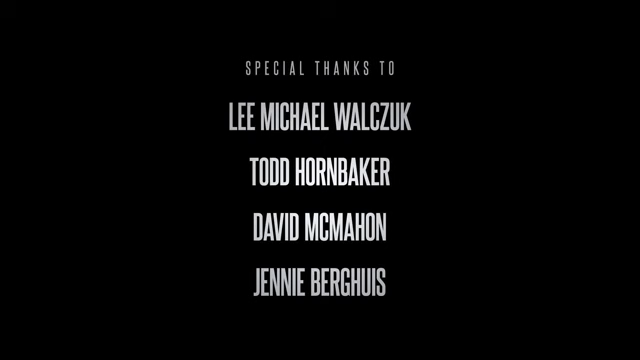 SPECIAL THANKS TO
LEE MICHAEL WALCZUK
TODD HORNBAKER
DAVID MCMAHON
JENNIE BERGHUIS